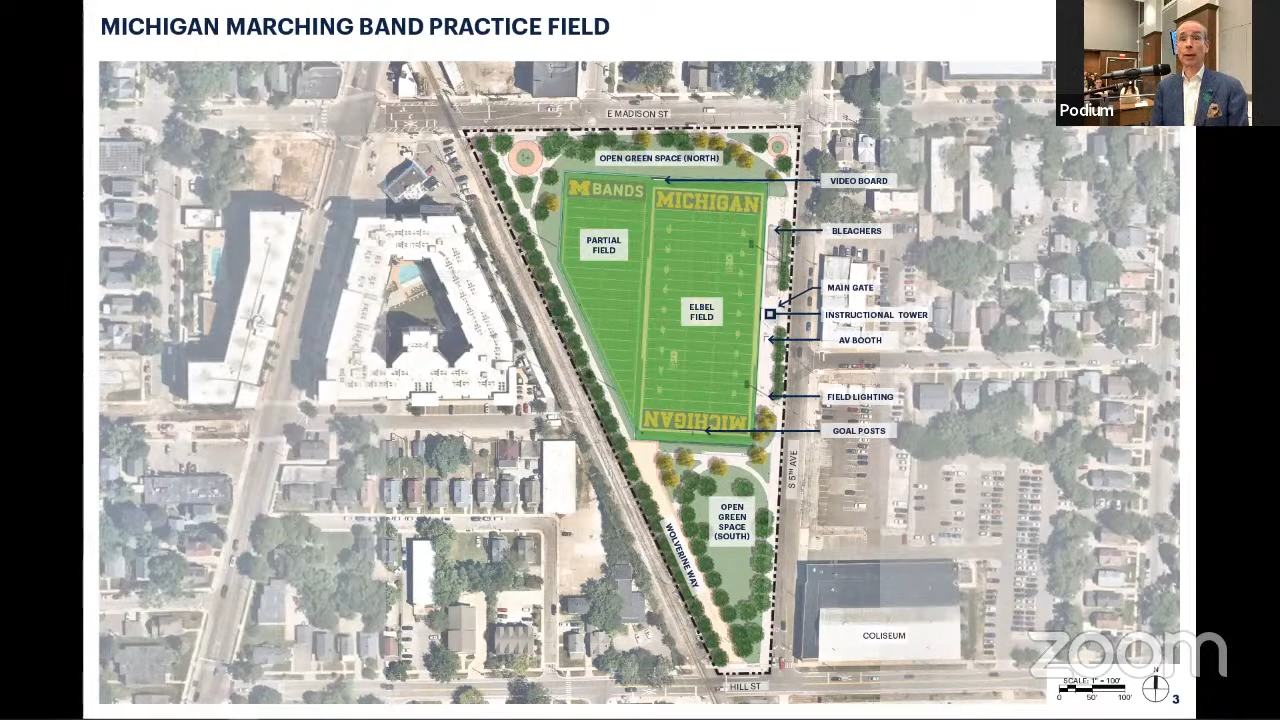 MICHIGAN MARCHING BAND PRACTICE FIELD
Podium
E MADISON ST
OPEN GREEN SPACE (NORTH)
VIDEO BOARD
M BANDS
MICHIGAN
BLEACHERS
PARTIAL
FIELD
MAIN GATE
ELBEL
FIELD
INSTRUCTIONAL TOWER
AV BOOTH
FIELD LIGHTING
MICHIGAN
GOAL POSTS
S 5TH AVE
OPEN
GREEN
SPACE
(SOUTH)
WOLVERINE WAY
COLISEUM
zoom
HILL ST
N
SCALE: 1" = 100'
0 50' 100'
3